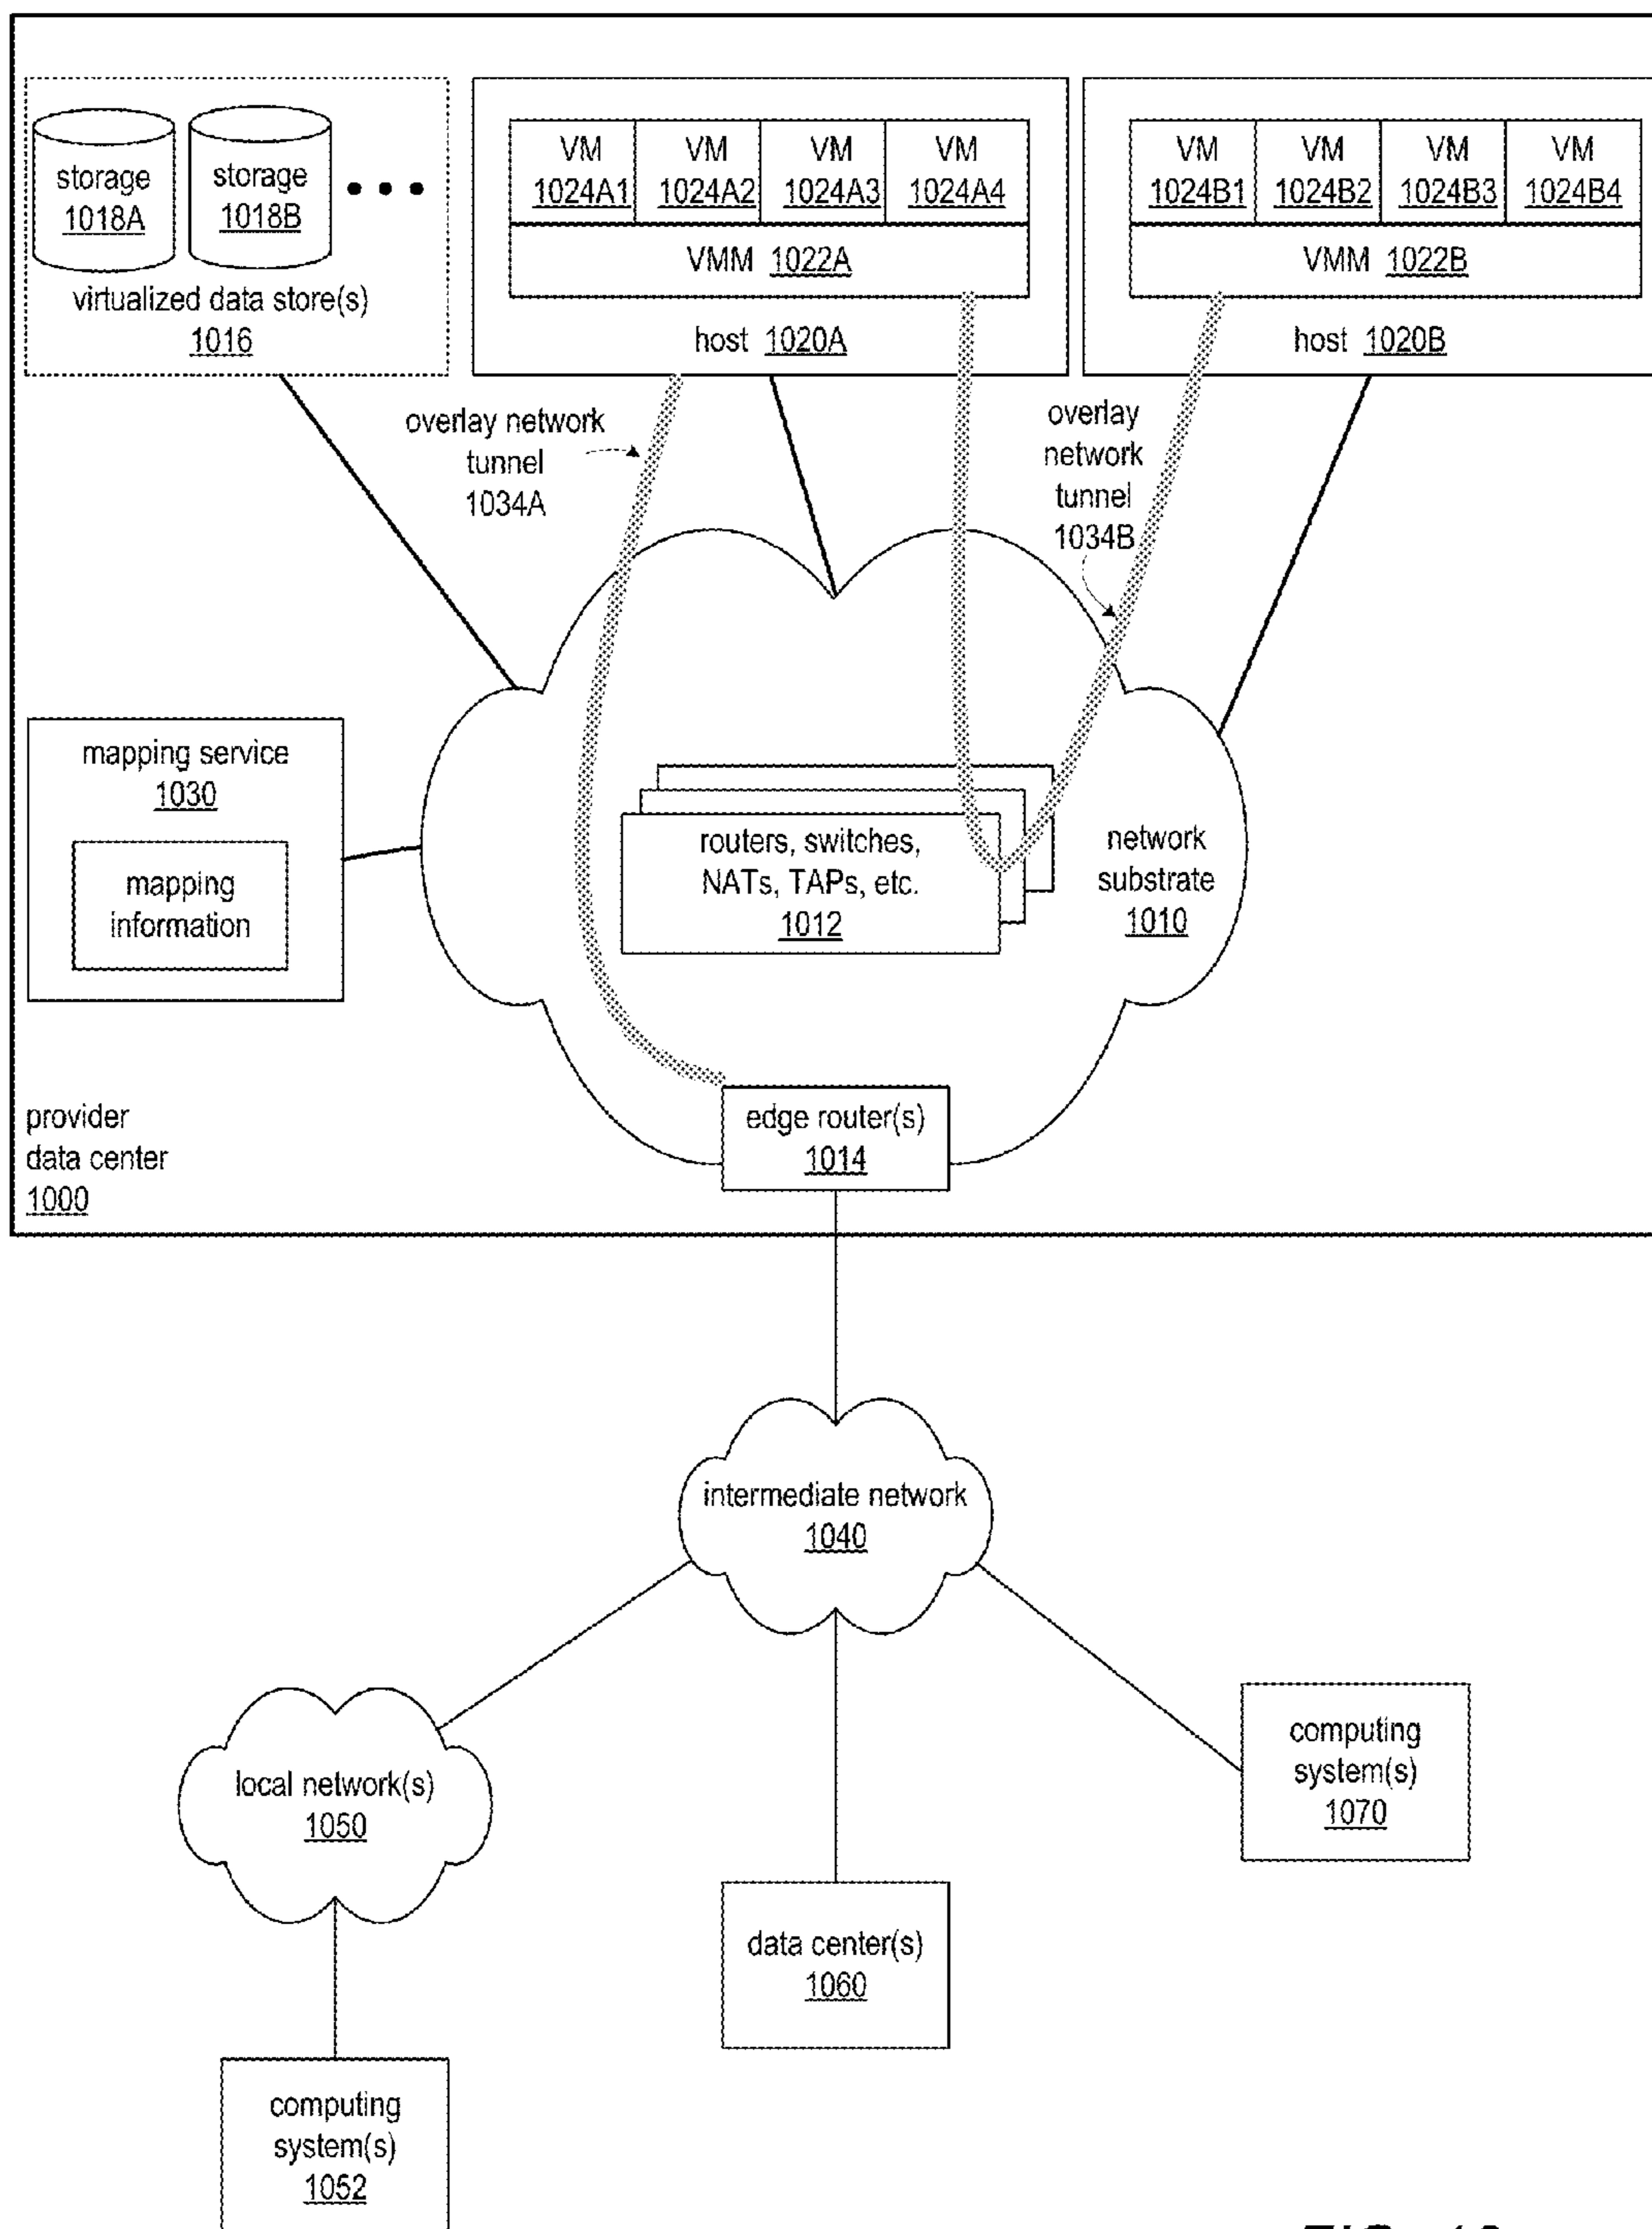 storage
1018A
storage
1018B
virtualized data store(s)
1016
VM
1024A1
VM
1024A2
VM
1024A3
VM
1024A4
VMM 1022A
host 1020A
VM
1024B1
VM
1024B2
VM
1024B3
VM
1024B4
VMM 1022B
host 1020B
overlay network
tunnel
1034A
overlay
network
tunnel
1034B
mapping service
1030
mapping
information
routers, switches,
NATs, TAPs, etc.
1012
network
substrate
1010
edge router(s)
1014
provider
data center
1000
intermediate network
1040
local network(s)
1050
computing
system(s)
1070
data center(s)
1060
computing
system(s)
1052